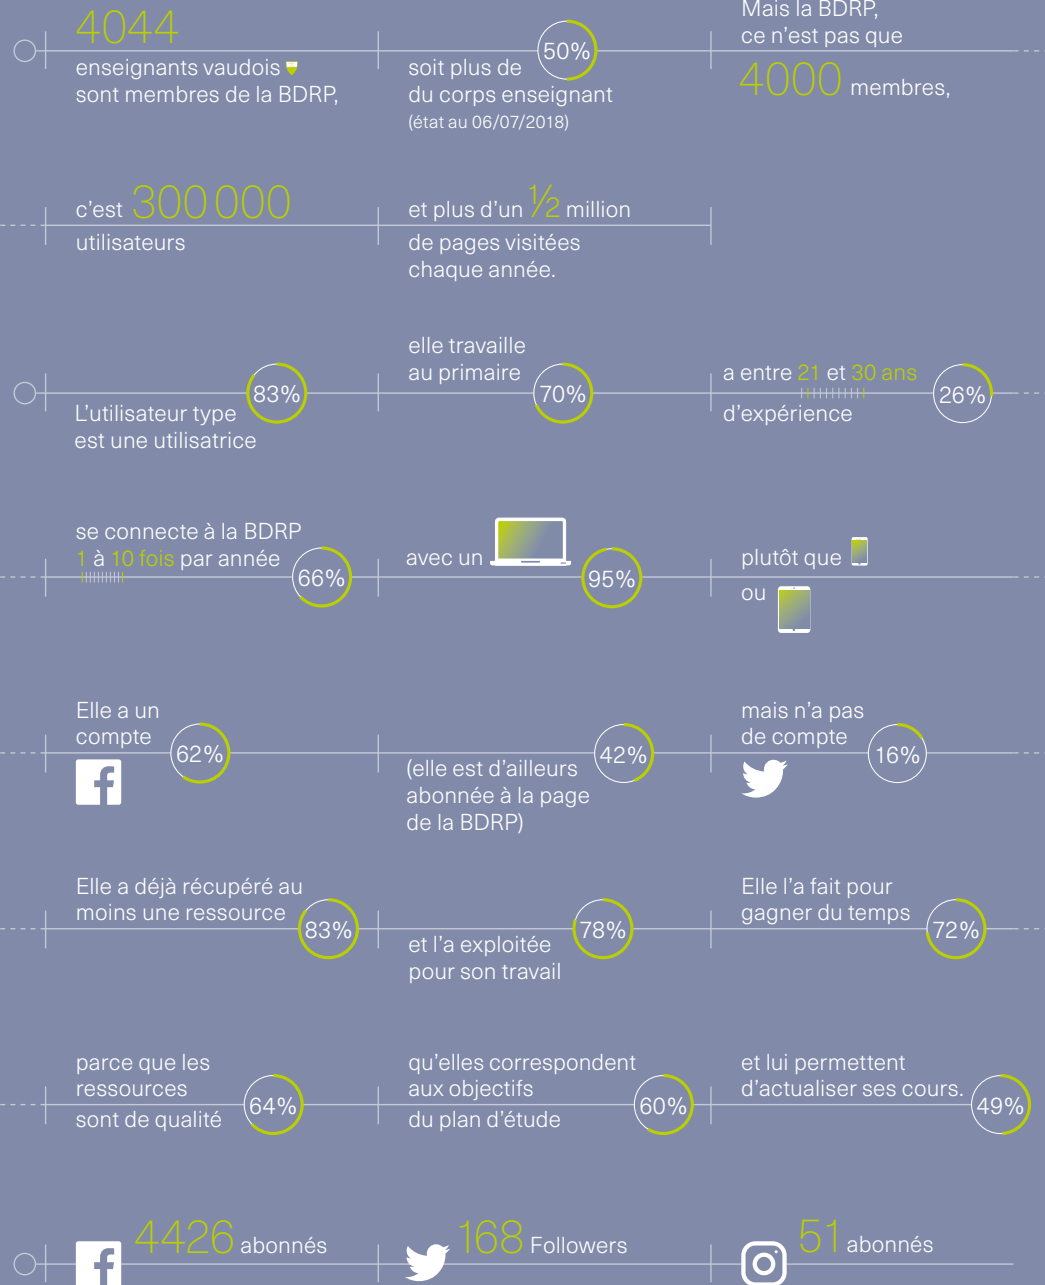 4044
enseignants vaudois
sont membres de la BDRP,
50%
soit plus de
du corps enseignant
(état au 06/07/2018)
Mais la BDRP,
ce n'est pas que
4000 membres,
c'est 300 000
utilisateurs
et plus d'un ½ million
de pages visitées
chaque année.
83%
L'utilisateur type
est une utilisatrice
elle travaille
au primaire
70%
a entre 21 et 30 ans
d'expérience
26%
se connecte à la BDRP
1 à 10 fois par année
66%
avec un
95%
plutôt que
ou
Elle a un
compte
62%
42%
(elle est d'ailleurs
abonnée à la page
de la BDRP)
mais n'a pas
de compte
16%
Elle a déjà récupéré au
moins une ressource
83%
78%
et l'a exploitée
pour son travail
Elle l'a fait pour
gagner du temps
72%
parce que les
ressources
sont de qualité
64%
qu'elles correspondent
aux objectifs
du plan d'étude
60%
et lui permettent
d'actualiser ses cours.
49%
4426 abonnés
168 Followers
51 abonnés